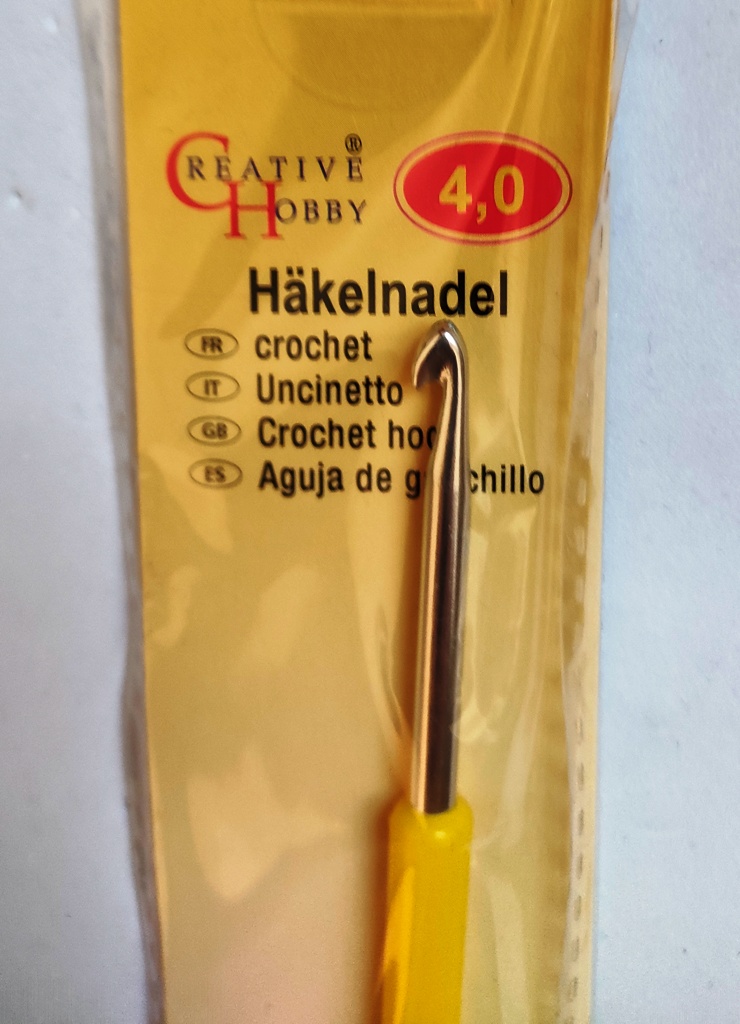 CREATIVE HOBBY ®
4,0
Häkelnadel
FR crochet
IT Uncinetto
GB Crochet
ES Aguja de